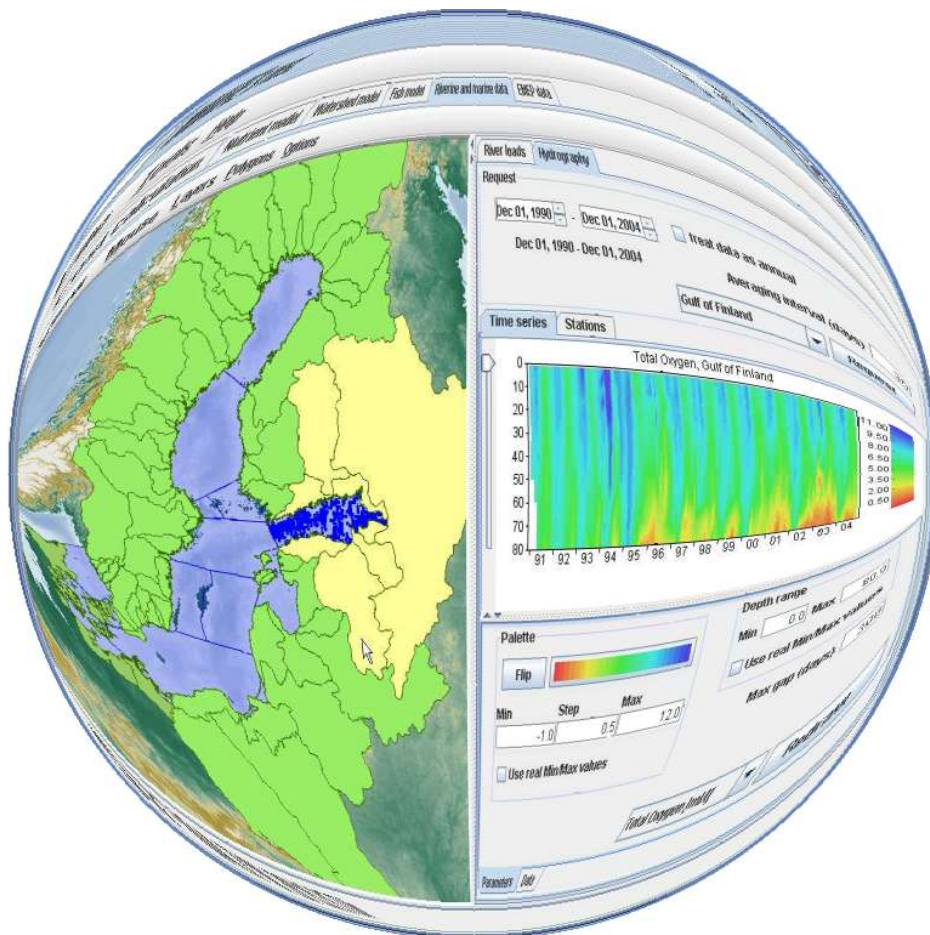 Nutrient model Watershed model Fish model Riverine and marine data EMEP data
Mouse Layers Polygons Options
River loads Hydrography
Request
Dec 01, 1990 - Dec 01, 2004 treat data as annual
Dec 01, 1990 - Dec 01, 2004
Averaging interval (days)
Gulf of Finland
Request
Time series Stations
Total Oxygen, Gulf of Finland
0
10
20
30
40
50
60
70
80
91 92 93 94 95 96 97 98 99 00 01 02 03 04
11.00
9.50
8.00
6.50
5.00
3.50
2.00
0.50
Palette
Flip
Min Step Max
-1.0 0.5 12.0
Use real Min/Max values
Depth range
Min 0.0 Max 80.0
Use real Min/Max values
Max gap (days):
Total Oxygen, [ml/l]
Parameters Data